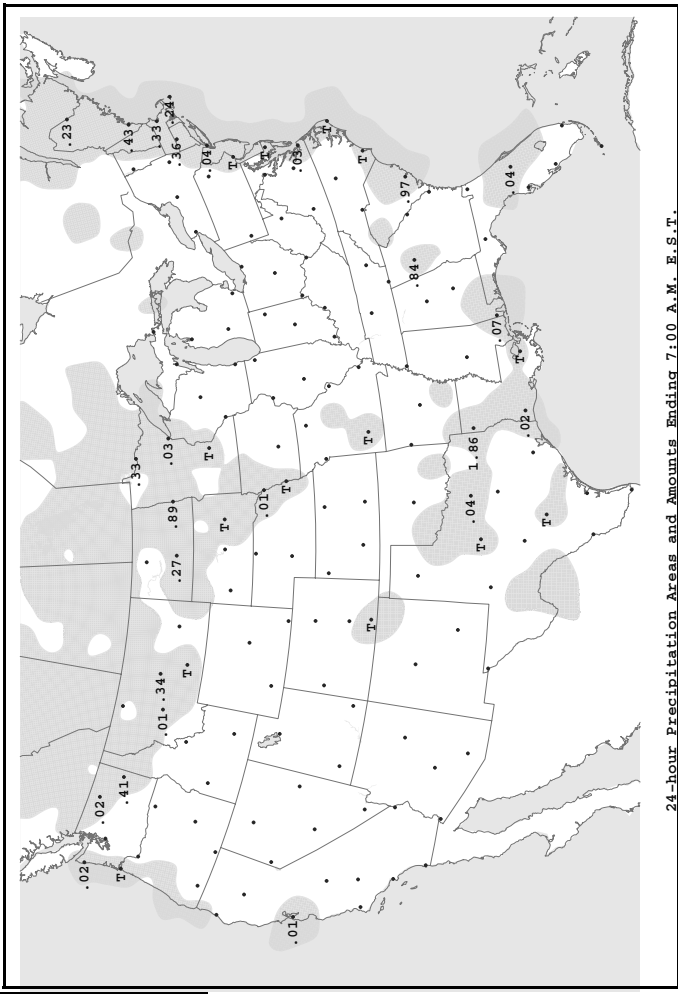 .23
.02
.02
T
.41
.43
.33
.33
.01 .34
.03
.24
.27 .89
.36
T
.04
T
T
T
.01
T
T
.01
.03
T
T
T
T
.97
.84
.04 1.86
T
.07
.04
T
.02
T
24-hour Precipitation Areas and Amounts Ending 7:00 A.M. E.S.T.